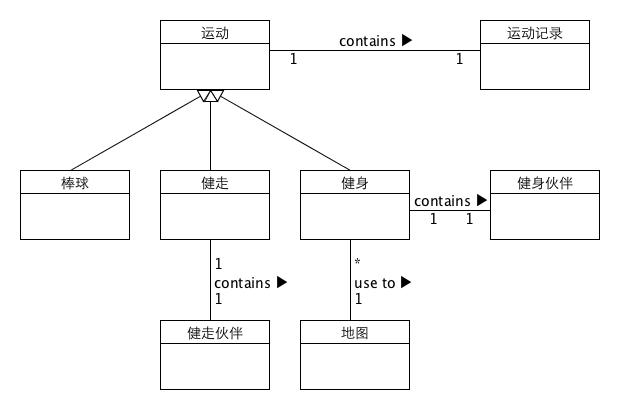 运动
contains ▶
运动记录
1
1
棒球
健走
健身
健身伙伴
contains ▶
1
1
1
contains ▶
1
*
use to ▶
1
健走伙伴
地图